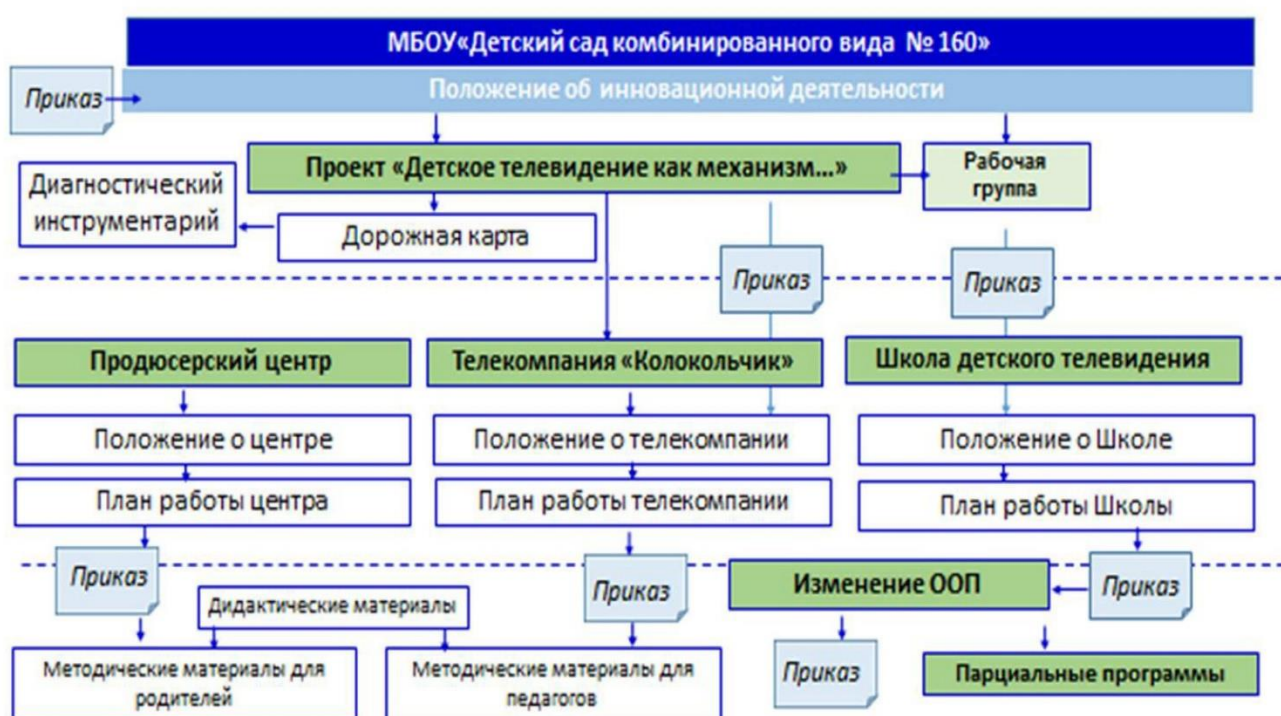 МБОУ«Детский сад комбинированного вида № 160»
Приказ
Положение об инновационной деятельности
Проект «Детское телевидение как механизм...»
Рабочая
группа
Диагностический
инструментарий
Дорожная карта
Приказ
Приказ
Продюсерский центр
Телекомпания «Колокольчик»
Школа детского телевидения
Положение о центре
Положение о телекомпании
Положение о Школе
План работы центра
План работы телекомпании
План работы Школы
Приказ
Приказ
Изменение ООП
Приказ
Дидактические материалы
Методические материалы для
родителей
Методические материалы для
педагогов
Приказ
Парциальные программы